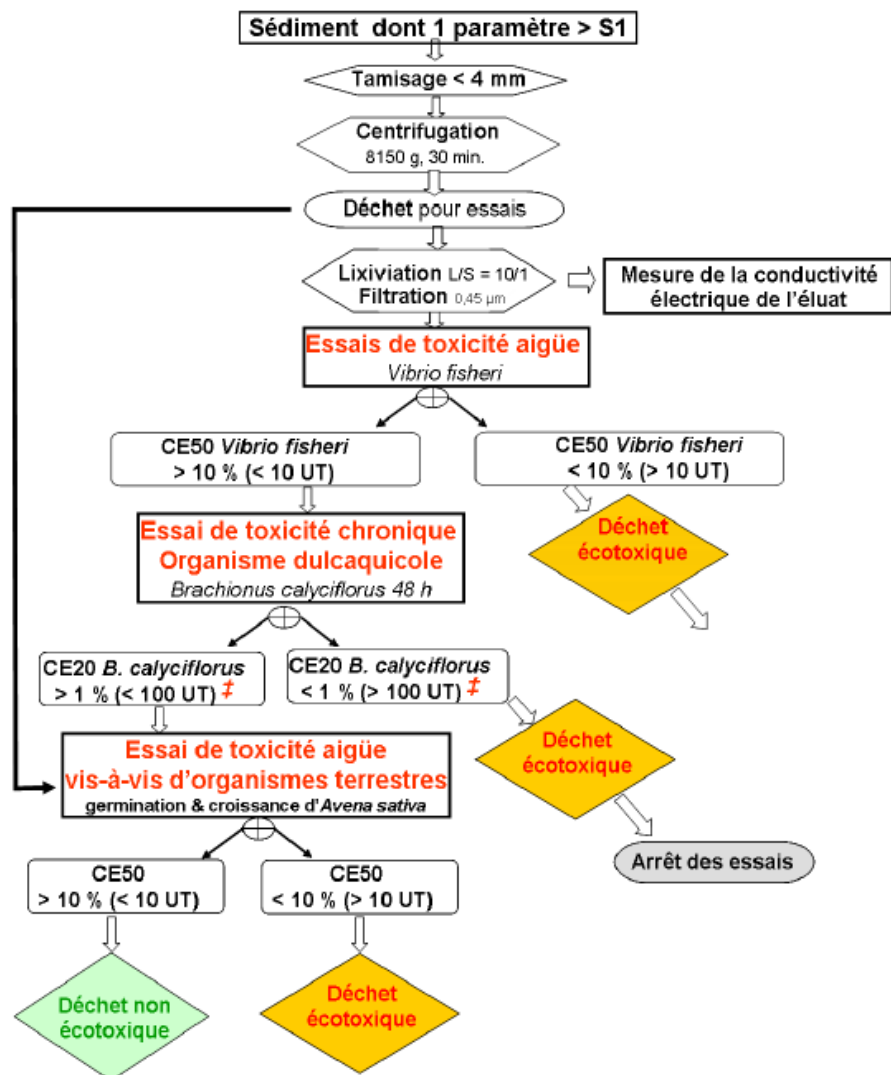 Sédiment dont 1 paramètre > S1
Tamisage < 4 mm
Centrifugation
8150 g, 30 min.
Déchet pour essais
Lixiviation L/S = 10/1
Filtration 0,45 µm
Mesure de la conductivité
électrique de l'éluat
Essais de toxicité aigüe
Vibrio fisheri
CE50 Vibrio fisheri
> 10 % (< 10 UT)
CE50 Vibrio fisheri
< 10 % (> 10 UT)
Déchet
écotoxique
Essai de toxicité chronique
Organisme dulcaquicole
Brachionus calyciflorus 48 h
CE20 B. calyciflorus
> 1 % (< 100 UT) ‡
CE20 B. calyciflorus
< 1 % (> 100 UT) ‡
Déchet
écotoxique
Essai de toxicité aigüe
vis-à-vis d'organismes terrestres
germination & croissance d'Avena sativa
Arrêt des essais
CE50
> 10 % (< 10 UT)
CE50
< 10 % (> 10 UT)
Déchet non
écotoxique
Déchet
écotoxique